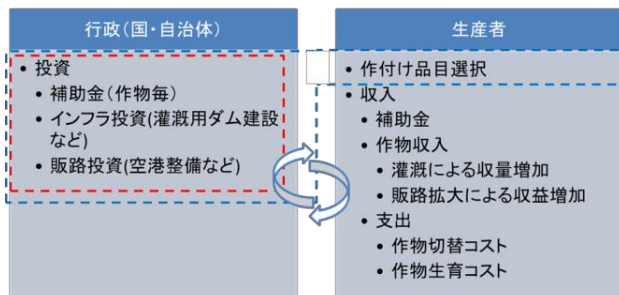 行政(国・自治体)
• 投資
• 補助金(作物毎)
• インフラ投資(灌漑用ダム建設
など)
• 販路投資(空港整備など)
生産者
• 作付け品目選択
• 収入
• 補助金
• 作物収入
• 灌漑による収量増加
• 販路拡大による収益増加
• 支出
• 作物切替コスト
• 作物生育コスト